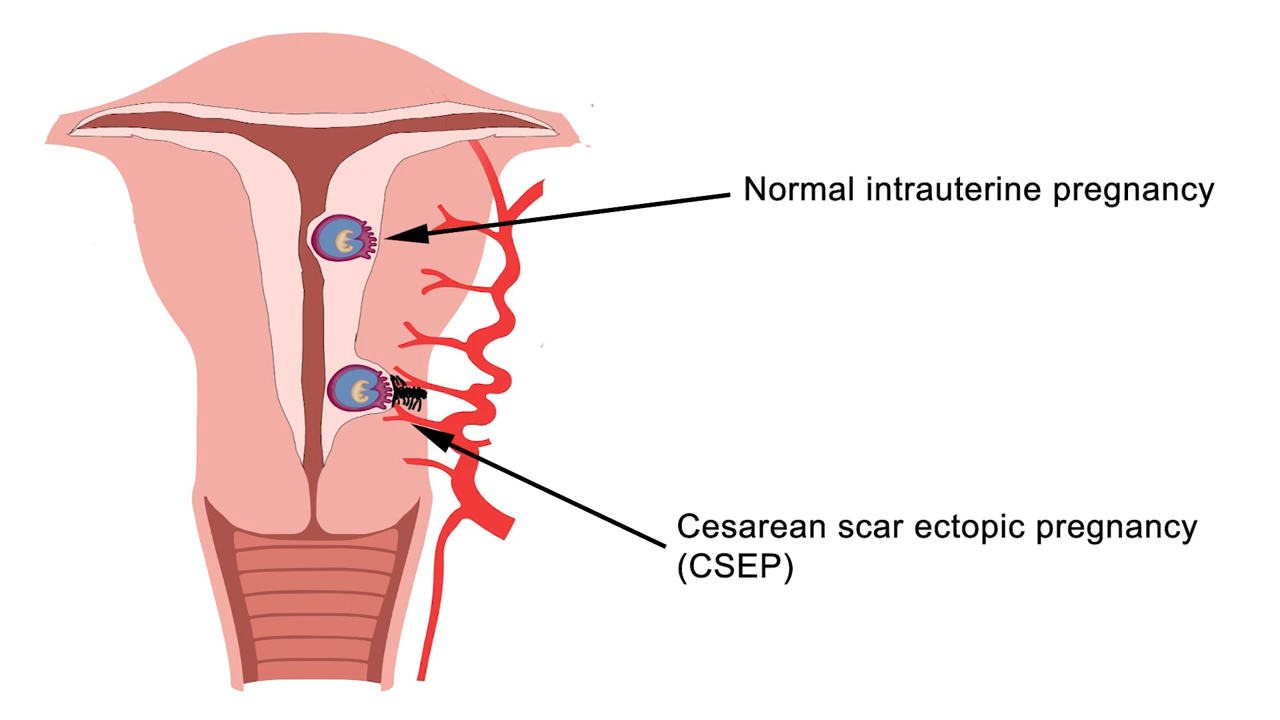 Normal intrauterine pregnancy
Cesarean scar ectopic pregnancy
(CSEP)